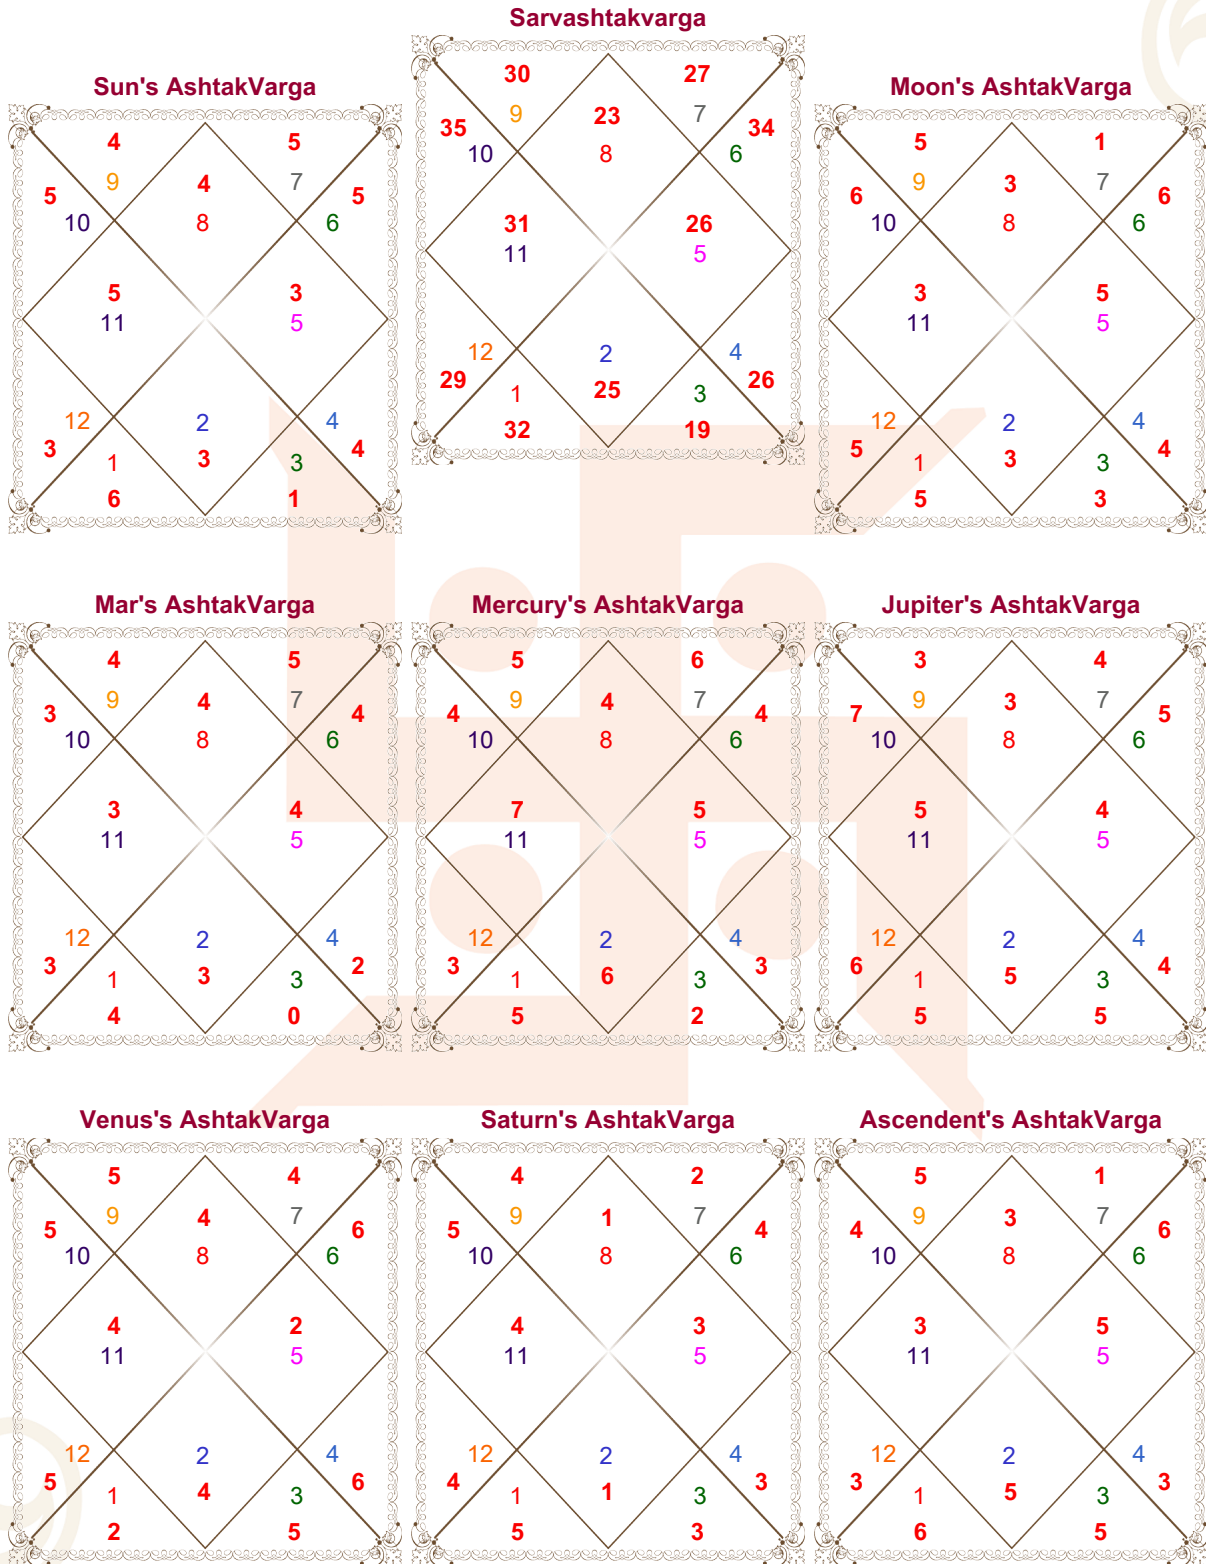 Sarvashtakvarga
30 27
9 23 7
35 34
10 8 6
31 26
11 5
12 2 4
29 25 26
1 3
32 19
Sun's AshtakVarga
4 5
9 4 7
5 5
10 8 6
5 3
11 5
12 2 4
3 3 4
1 3
6 1
Moon's AshtakVarga
5 1
9 3 7
6 6
10 8 6
3 5
11 5
12 2 4
5 3 4
1 3
5 3
Mar's AshtakVarga
4 5
9 4 7
3 4
10 8 6
3 4
11 5
12 2 4
3 3 2
1 3
4 0
Mercury's AshtakVarga
5 6
9 4 7
4 4
10 8 6
7 5
11 5
12 2 4
3 6 3
1 3
5 2
Jupiter's AshtakVarga
3 4
9 3 7
7 5
10 8 6
5 4
11 5
12 2 4
6 5 4
1 3
5 5
Venus's AshtakVarga
5 4
9 4 7
5 6
10 8 6
4 2
11 5
12 2 4
5 4 6
1 3
2 5
Saturn's AshtakVarga
4 2
9 1 7
5 4
10 8 6
4 3
11 5
12 2 4
4 1 3
1 3
5 3
Ascendent's AshtakVarga
5 1
9 3 7
4 6
10 8 6
3 5
11 5
12 2 4
3 5 3
1 3
6 5